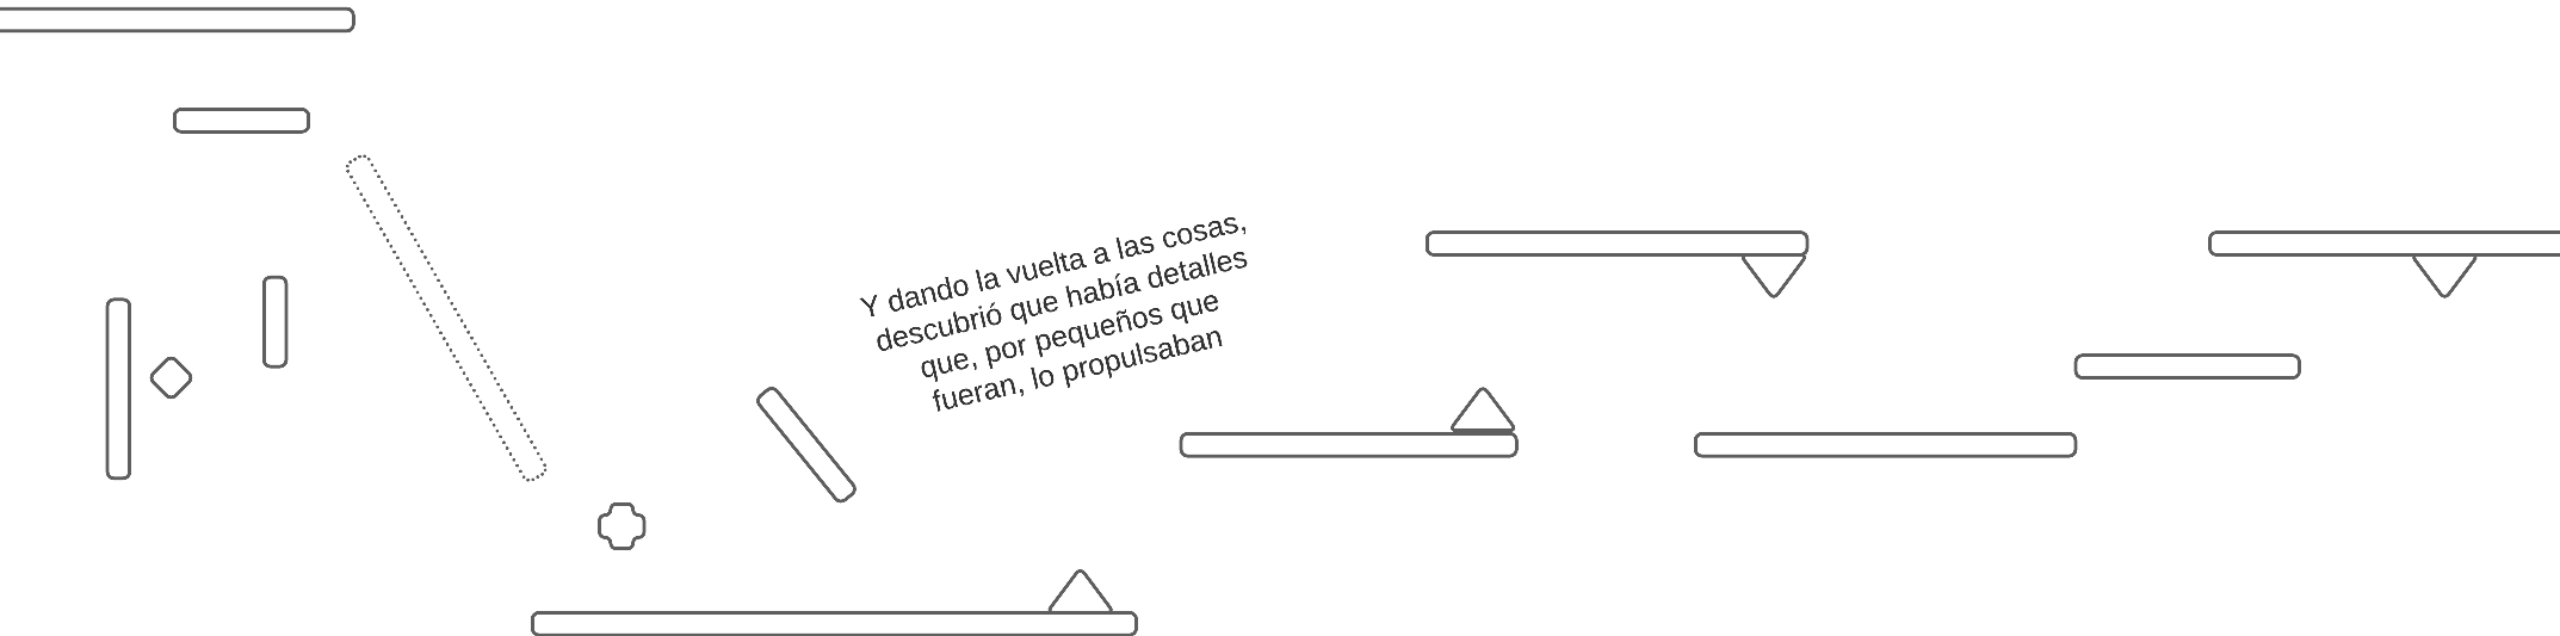 Y dando la vuelta a las cosas,
descubrió que había detalles
que, por pequeños que
fueran, lo propulsaban